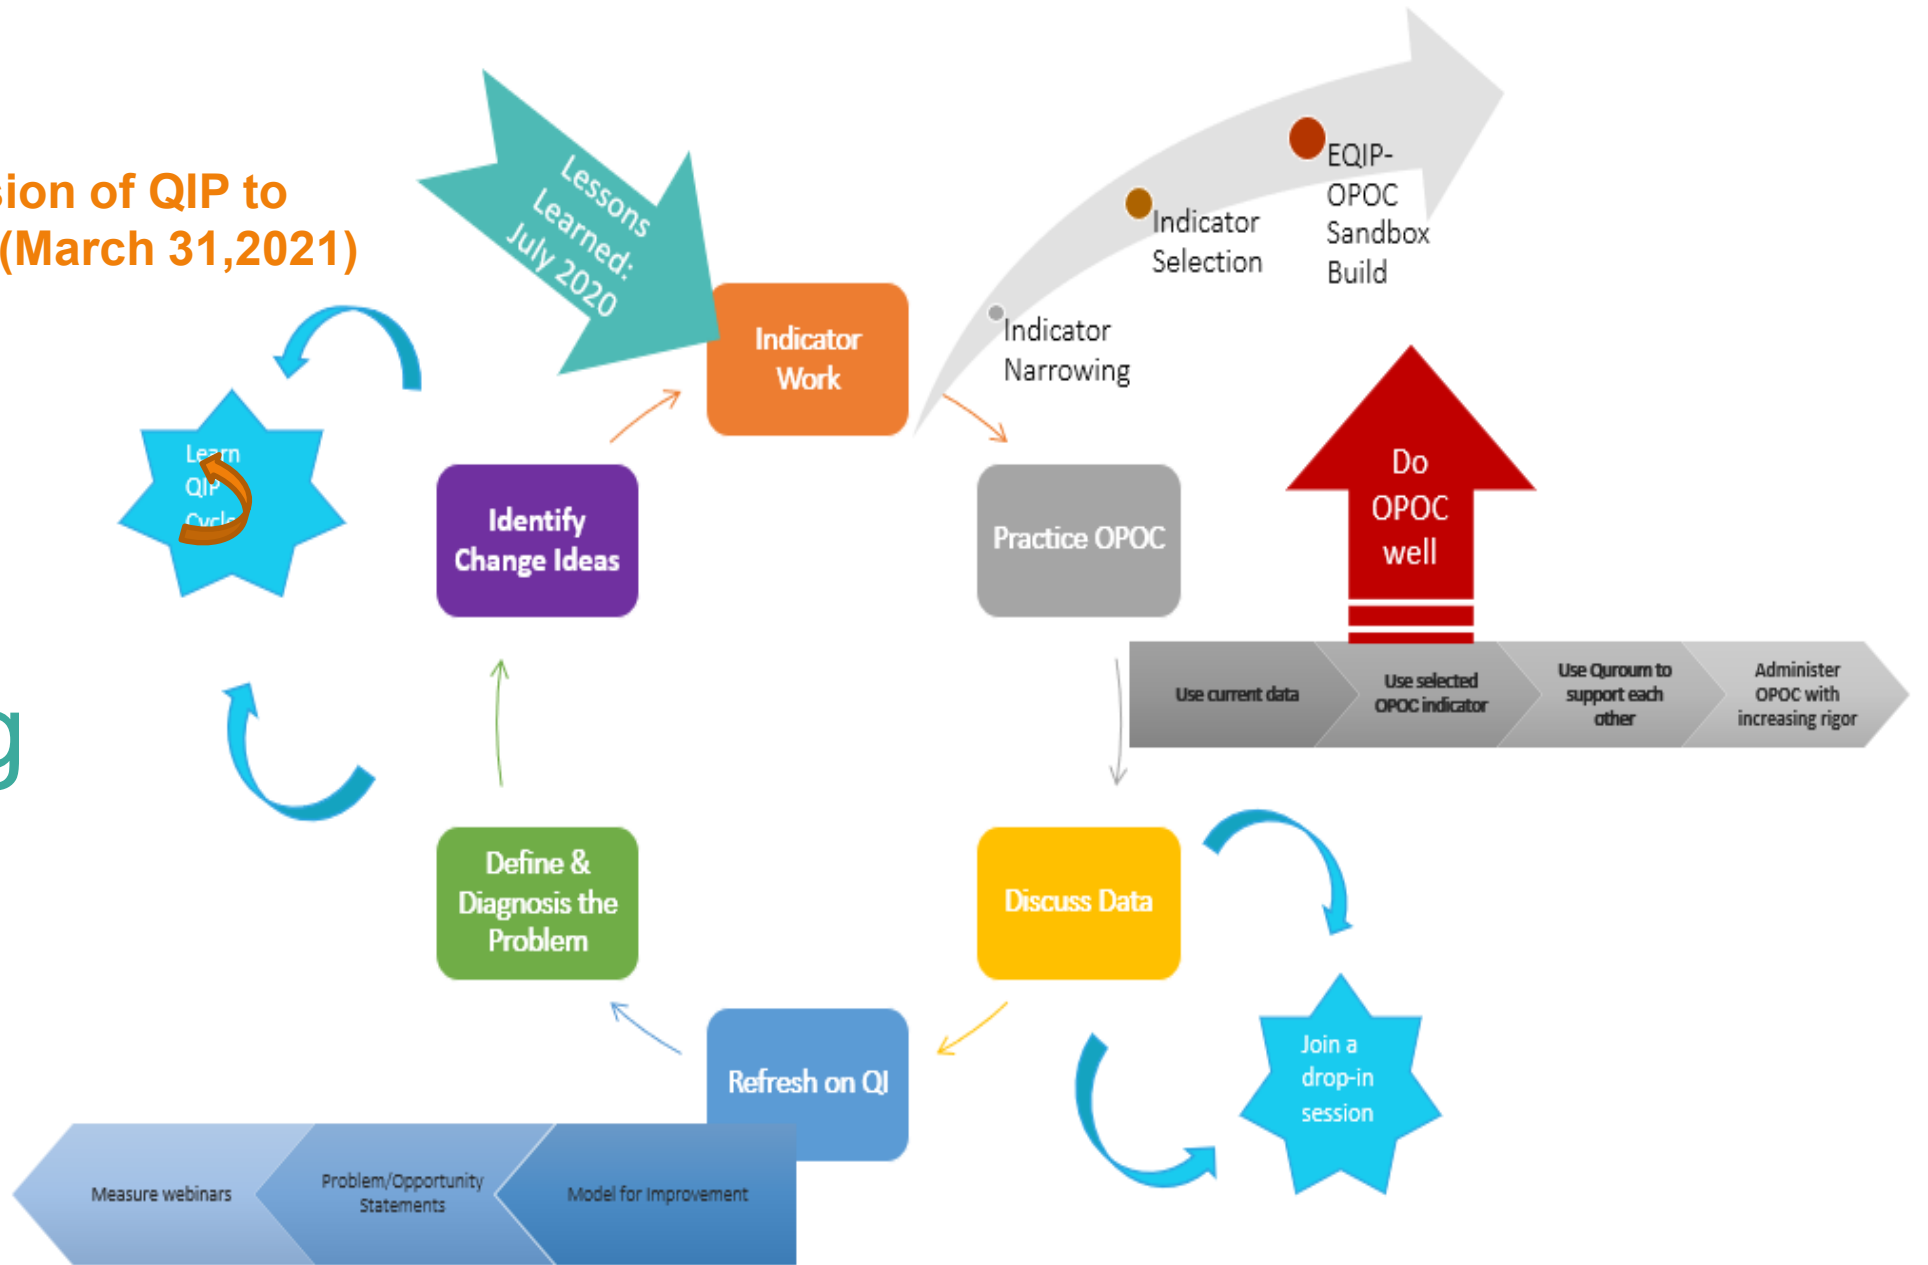 sion of QIP to
(March 31,2021)
Lessons
Learned:
July 2020
Indicator
Work
Indicator
Narrowing
Indicator
Selection
EQIP-
OPOC
Sandbox
Build
Learn
QIP
Cycle
Identify
Change Ideas
Practice OPOC
Do
OPOC
well
Use current data
Use selected
OPOC indicator
Use Quroum to
support each
other
Administer
OPOC with
increasing rigor
g
Define &
Diagnosis the
Problem
Discuss Data
Refresh on QI
Join a
drop-in
session
Measure webinars
Problem/Opportunity
Statements
Model for Improvement